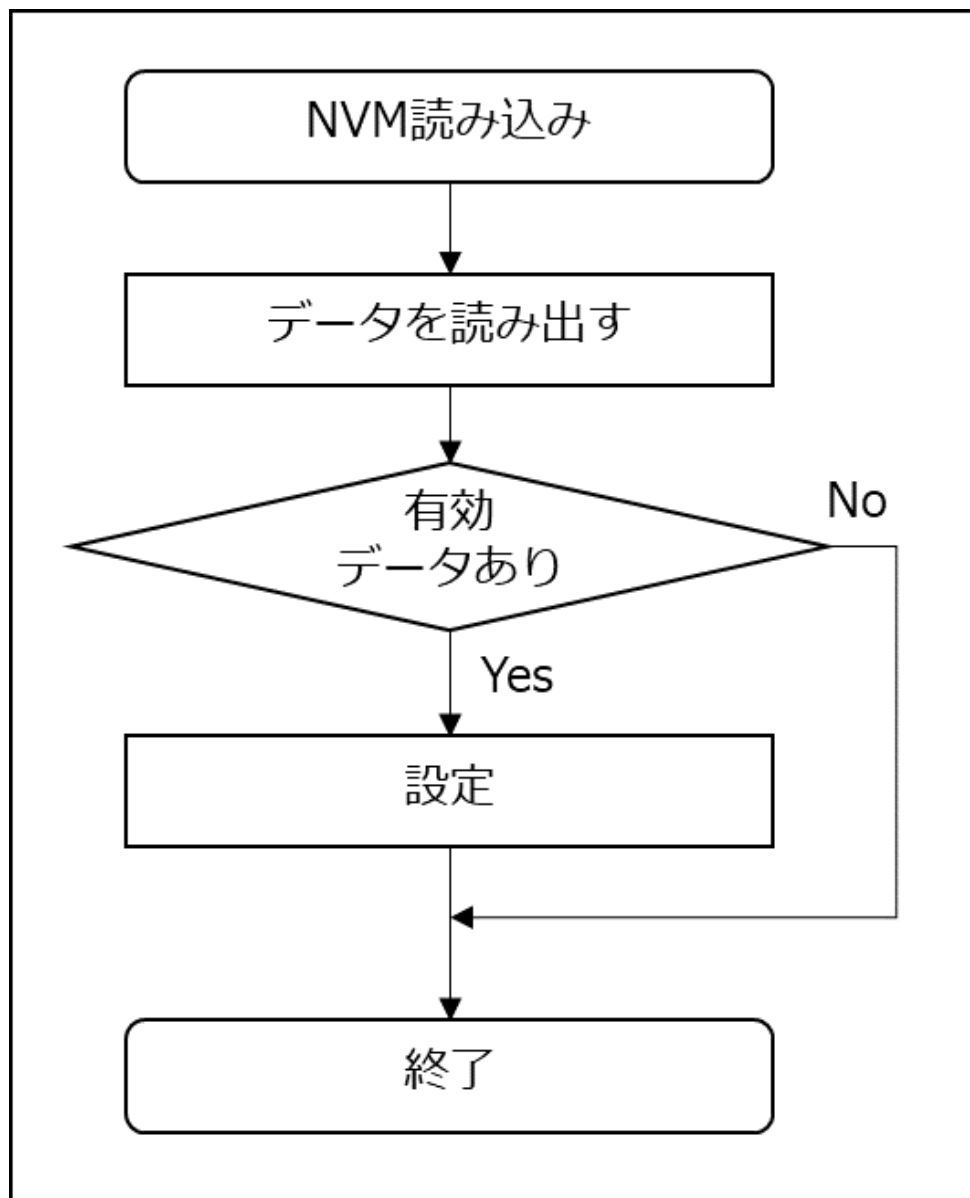 NVM読み込み
データを読み出す
有効
データあり
No
Yes
設定
終了